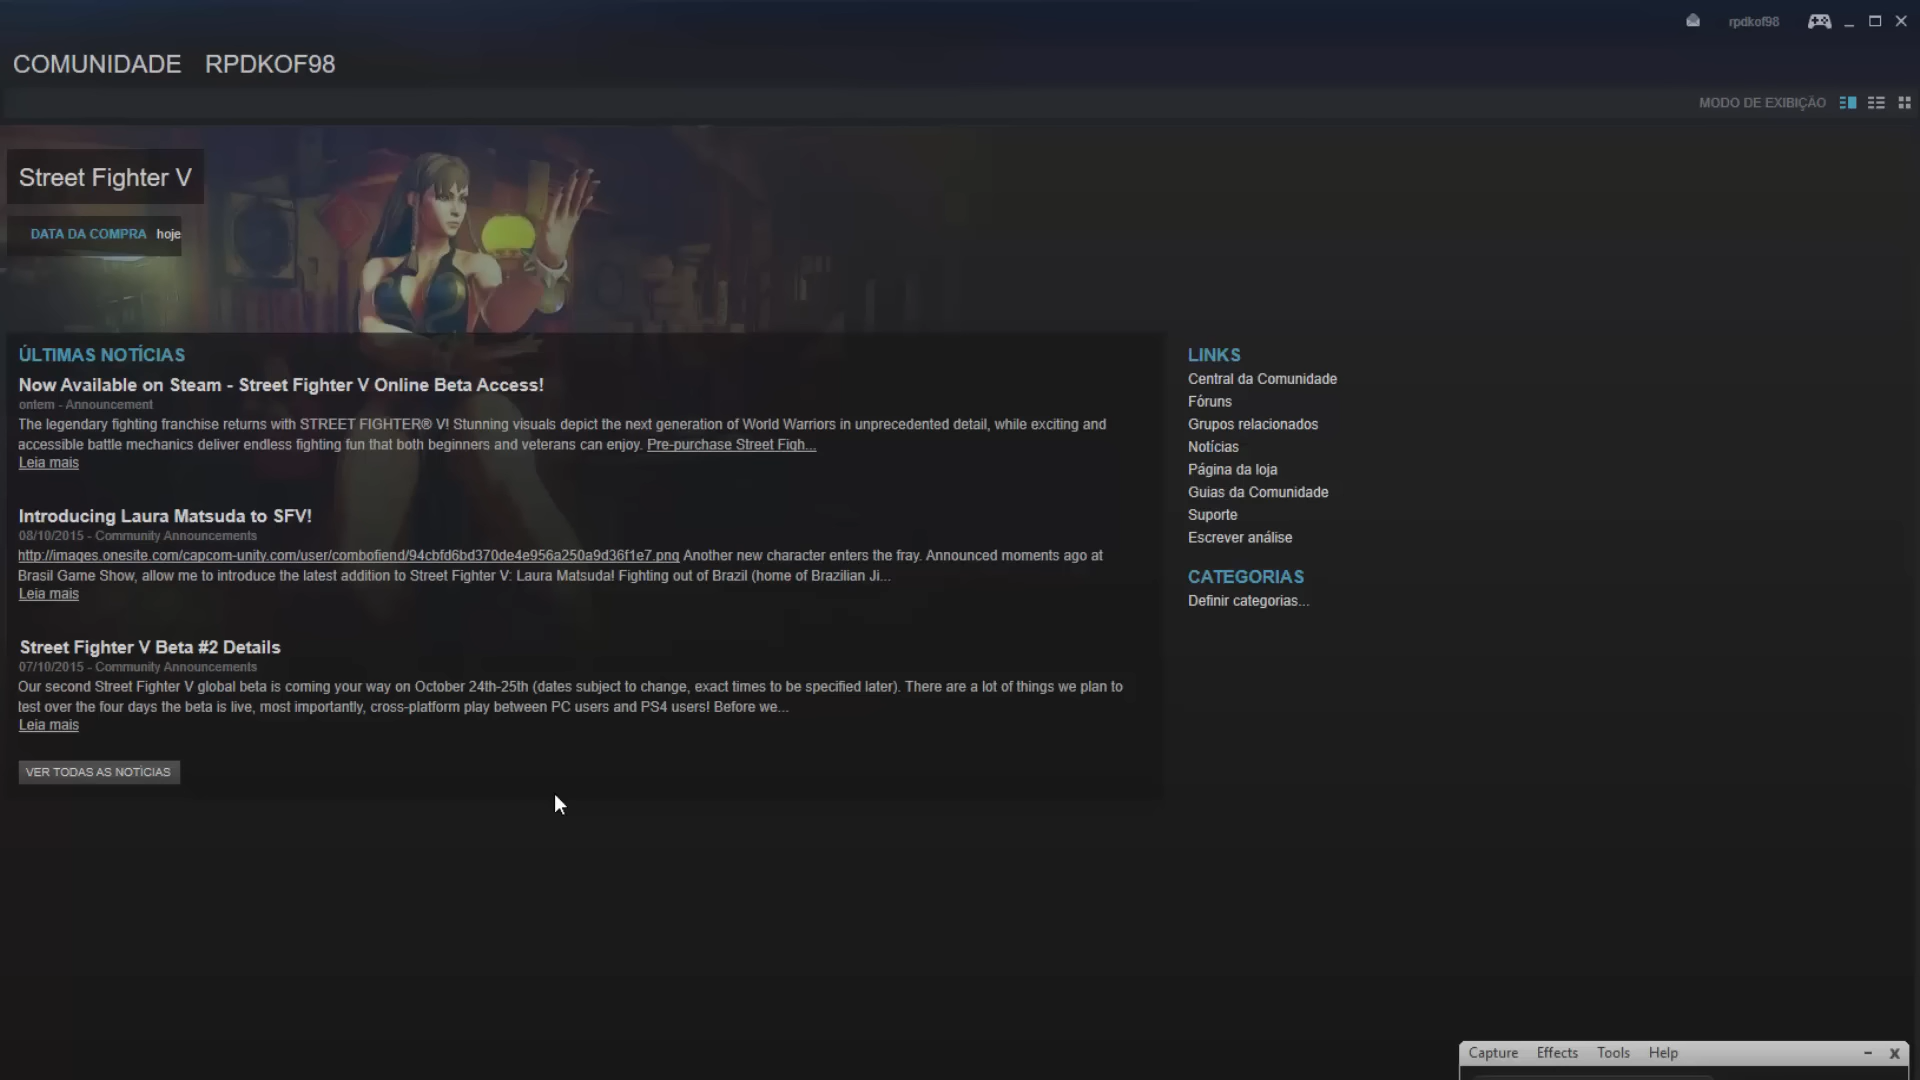 rpdkof98
COMUNIDADE RPDKOF98
MODO DE EXIBIÇÃO
Street Fighter V
DATA DA COMPRA hoje
ÚLTIMAS NOTÍCIAS
Now Available on Steam - Street Fighter V Online Beta Access!
ontem - Announcement
The legendary fighting franchise returns with STREET FIGHTER® V! Stunning visuals depict the next generation of World Warriors in unprecedented detail, while exciting and
accessible battle mechanics deliver endless fighting fun that both beginners and veterans can enjoy. Pre-purchase Street Figh...
Leia mais
Introducing Laura Matsuda to SFV!
08/10/2015 - Community Announcements
http://images.onesite.com/capcom-unity.com/user/combofiend/94cbfd6bd370de4e956a250a9d36f1e7.png Another new character enters the fray. Announced moments ago at
Brasil Game Show, allow me to introduce the latest addition to Street Fighter V: Laura Matsuda! Fighting out of Brazil (home of Brazilian Ji...
Leia mais
Street Fighter V Beta #2 Details
07/10/2015 - Community Announcements
Our second Street Fighter V global beta is coming your way on October 24th-25th (dates subject to change, exact times to be specified later). There are a lot of things we plan to
test over the four days the beta is live, most importantly, cross-platform play between PC users and PS4 users! Before we...
Leia mais
VER TODAS AS NOTÍCIAS
LINKS
Central da Comunidade
Fóruns
Grupos relacionados
Notícias
Página da loja
Guias da Comunidade
Suporte
Escrever análise
CATEGORIAS
Definir categorias...
Capture Effects Tools Help